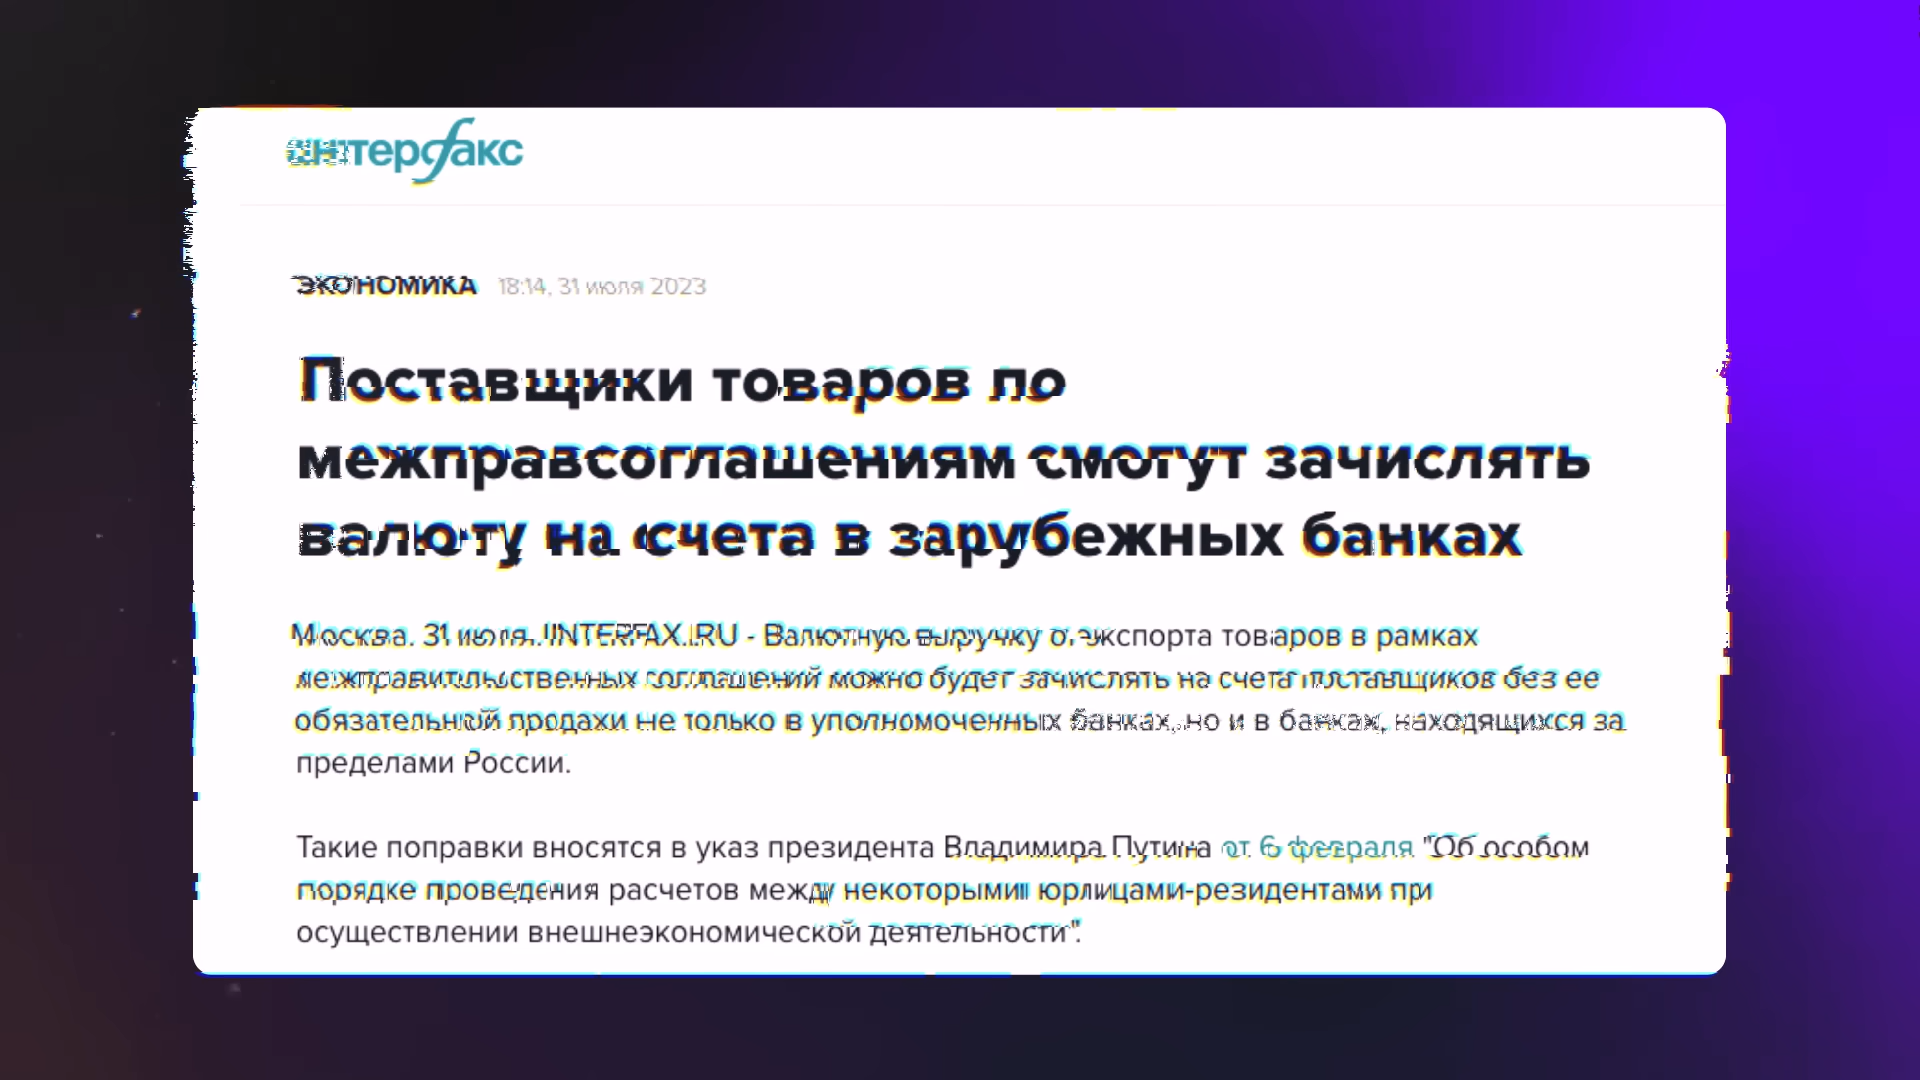 интерфакс
ЭКОНОМИКА 18:14, 31 июля 2023
Поставщики товаров по
межправсоглашениям смогут зачислять
валюту на счета в зарубежных банках
Москва. 31 июля. INTERFAX.RU - Валютную выручку от экспорта товаров в рамках
межправительственных соглашений можно будет зачислять на счета поставщиков без ее
обязательной продажи не только в уполномоченных банках, но и в банках, находящихся за
пределами России.
Такие поправки вносятся в указ президента Владимира Путина от 6 февраля "Об особом
порядке проведения расчетов между некоторыми юрлицами-резидентами при
осуществлении внешнеэкономической деятельности".